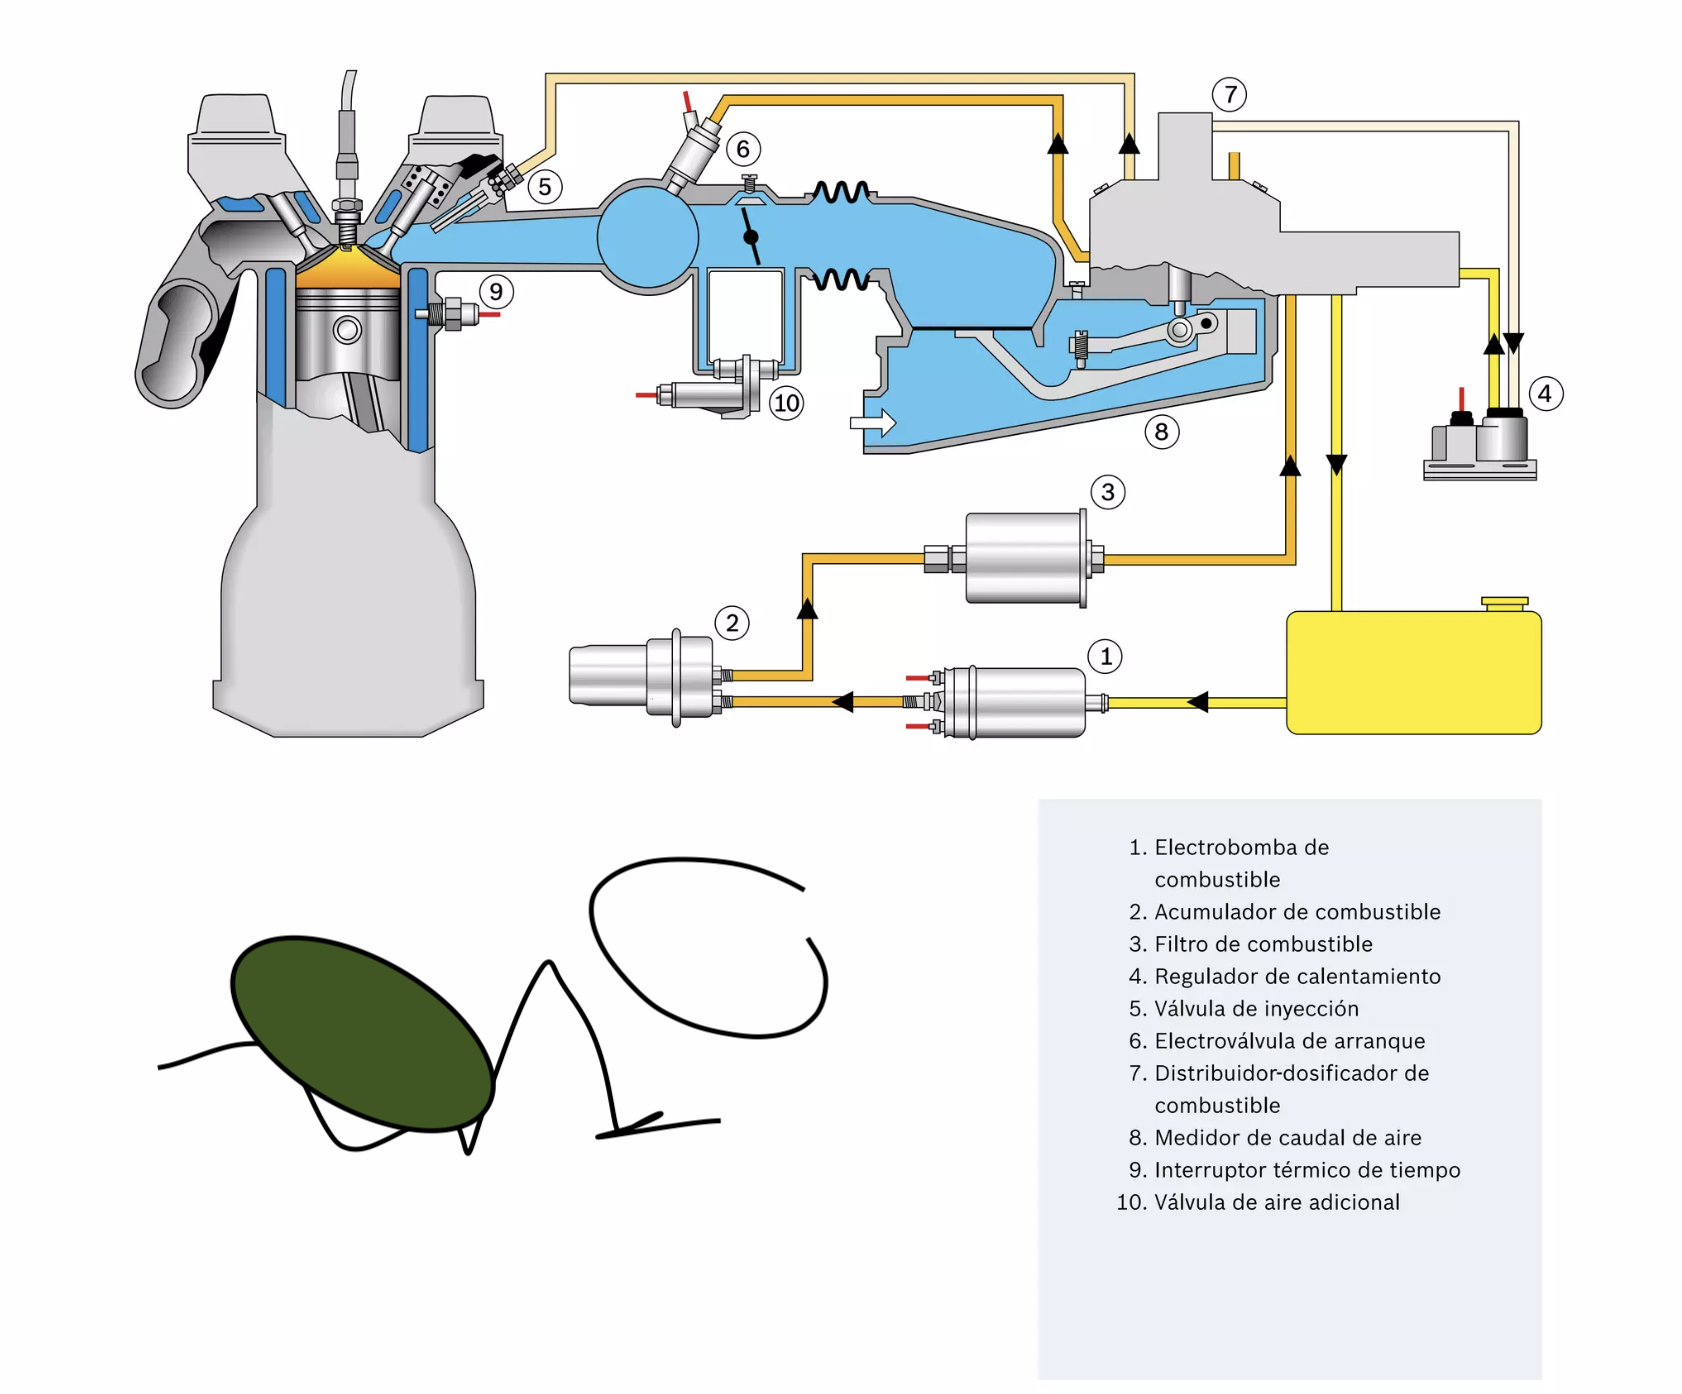 7
6
5
9
10
4
8
3
2
1
1. Electrobomba de
combustible
2. Acumulador de combustible
3. Filtro de combustible
4. Regulador de calentamiento
5. Válvula de inyección
6. Electroválvula de arranque
7. Distribuidor-dosificador de
combustible
8. Medidor de caudal de aire
9. Interruptor térmico de tiempo
10. Válvula de aire adicional